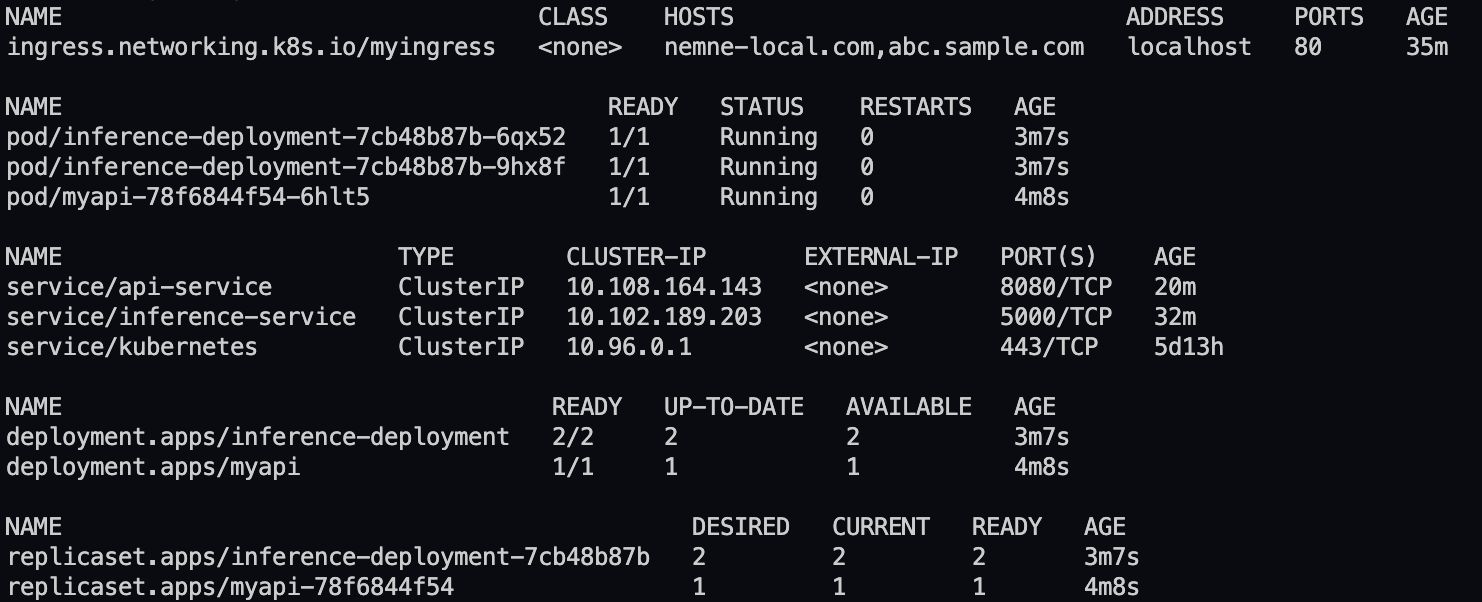 NAME CLASS HOSTS ADDRESS PORTS AGE
ingress.networking.k8s.io/myingress <none> nemne-local.com,abc.sample.com localhost 80 35m
NAME READY STATUS RESTARTS AGE
pod/inference-deployment-7cb48b87b-6qx52 1/1 Running 0 3m7s
pod/inference-deployment-7cb48b87b-9hx8f 1/1 Running 0 3m7s
pod/myapi-78f6844f54-6hlt5 1/1 Running 0 4m8s
NAME TYPE CLUSTER-IP EXTERNAL-IP PORT(S) AGE
service/api-service ClusterIP 10.108.164.143 <none> 8080/TCP 20m
service/inference-service ClusterIP 10.102.189.203 <none> 5000/TCP 32m
service/kubernetes ClusterIP 10.96.0.1 <none> 443/TCP 5d13h
NAME READY UP-TO-DATE AVAILABLE AGE
deployment.apps/inference-deployment 2/2 2 2 3m7s
deployment.apps/myapi 1/1 1 1 4m8s
NAME DESIRED CURRENT READY AGE
replicaset.apps/inference-deployment-7cb48b87b 2 2 2 3m7s
replicaset.apps/myapi-78f6844f54 1 1 1 4m8s